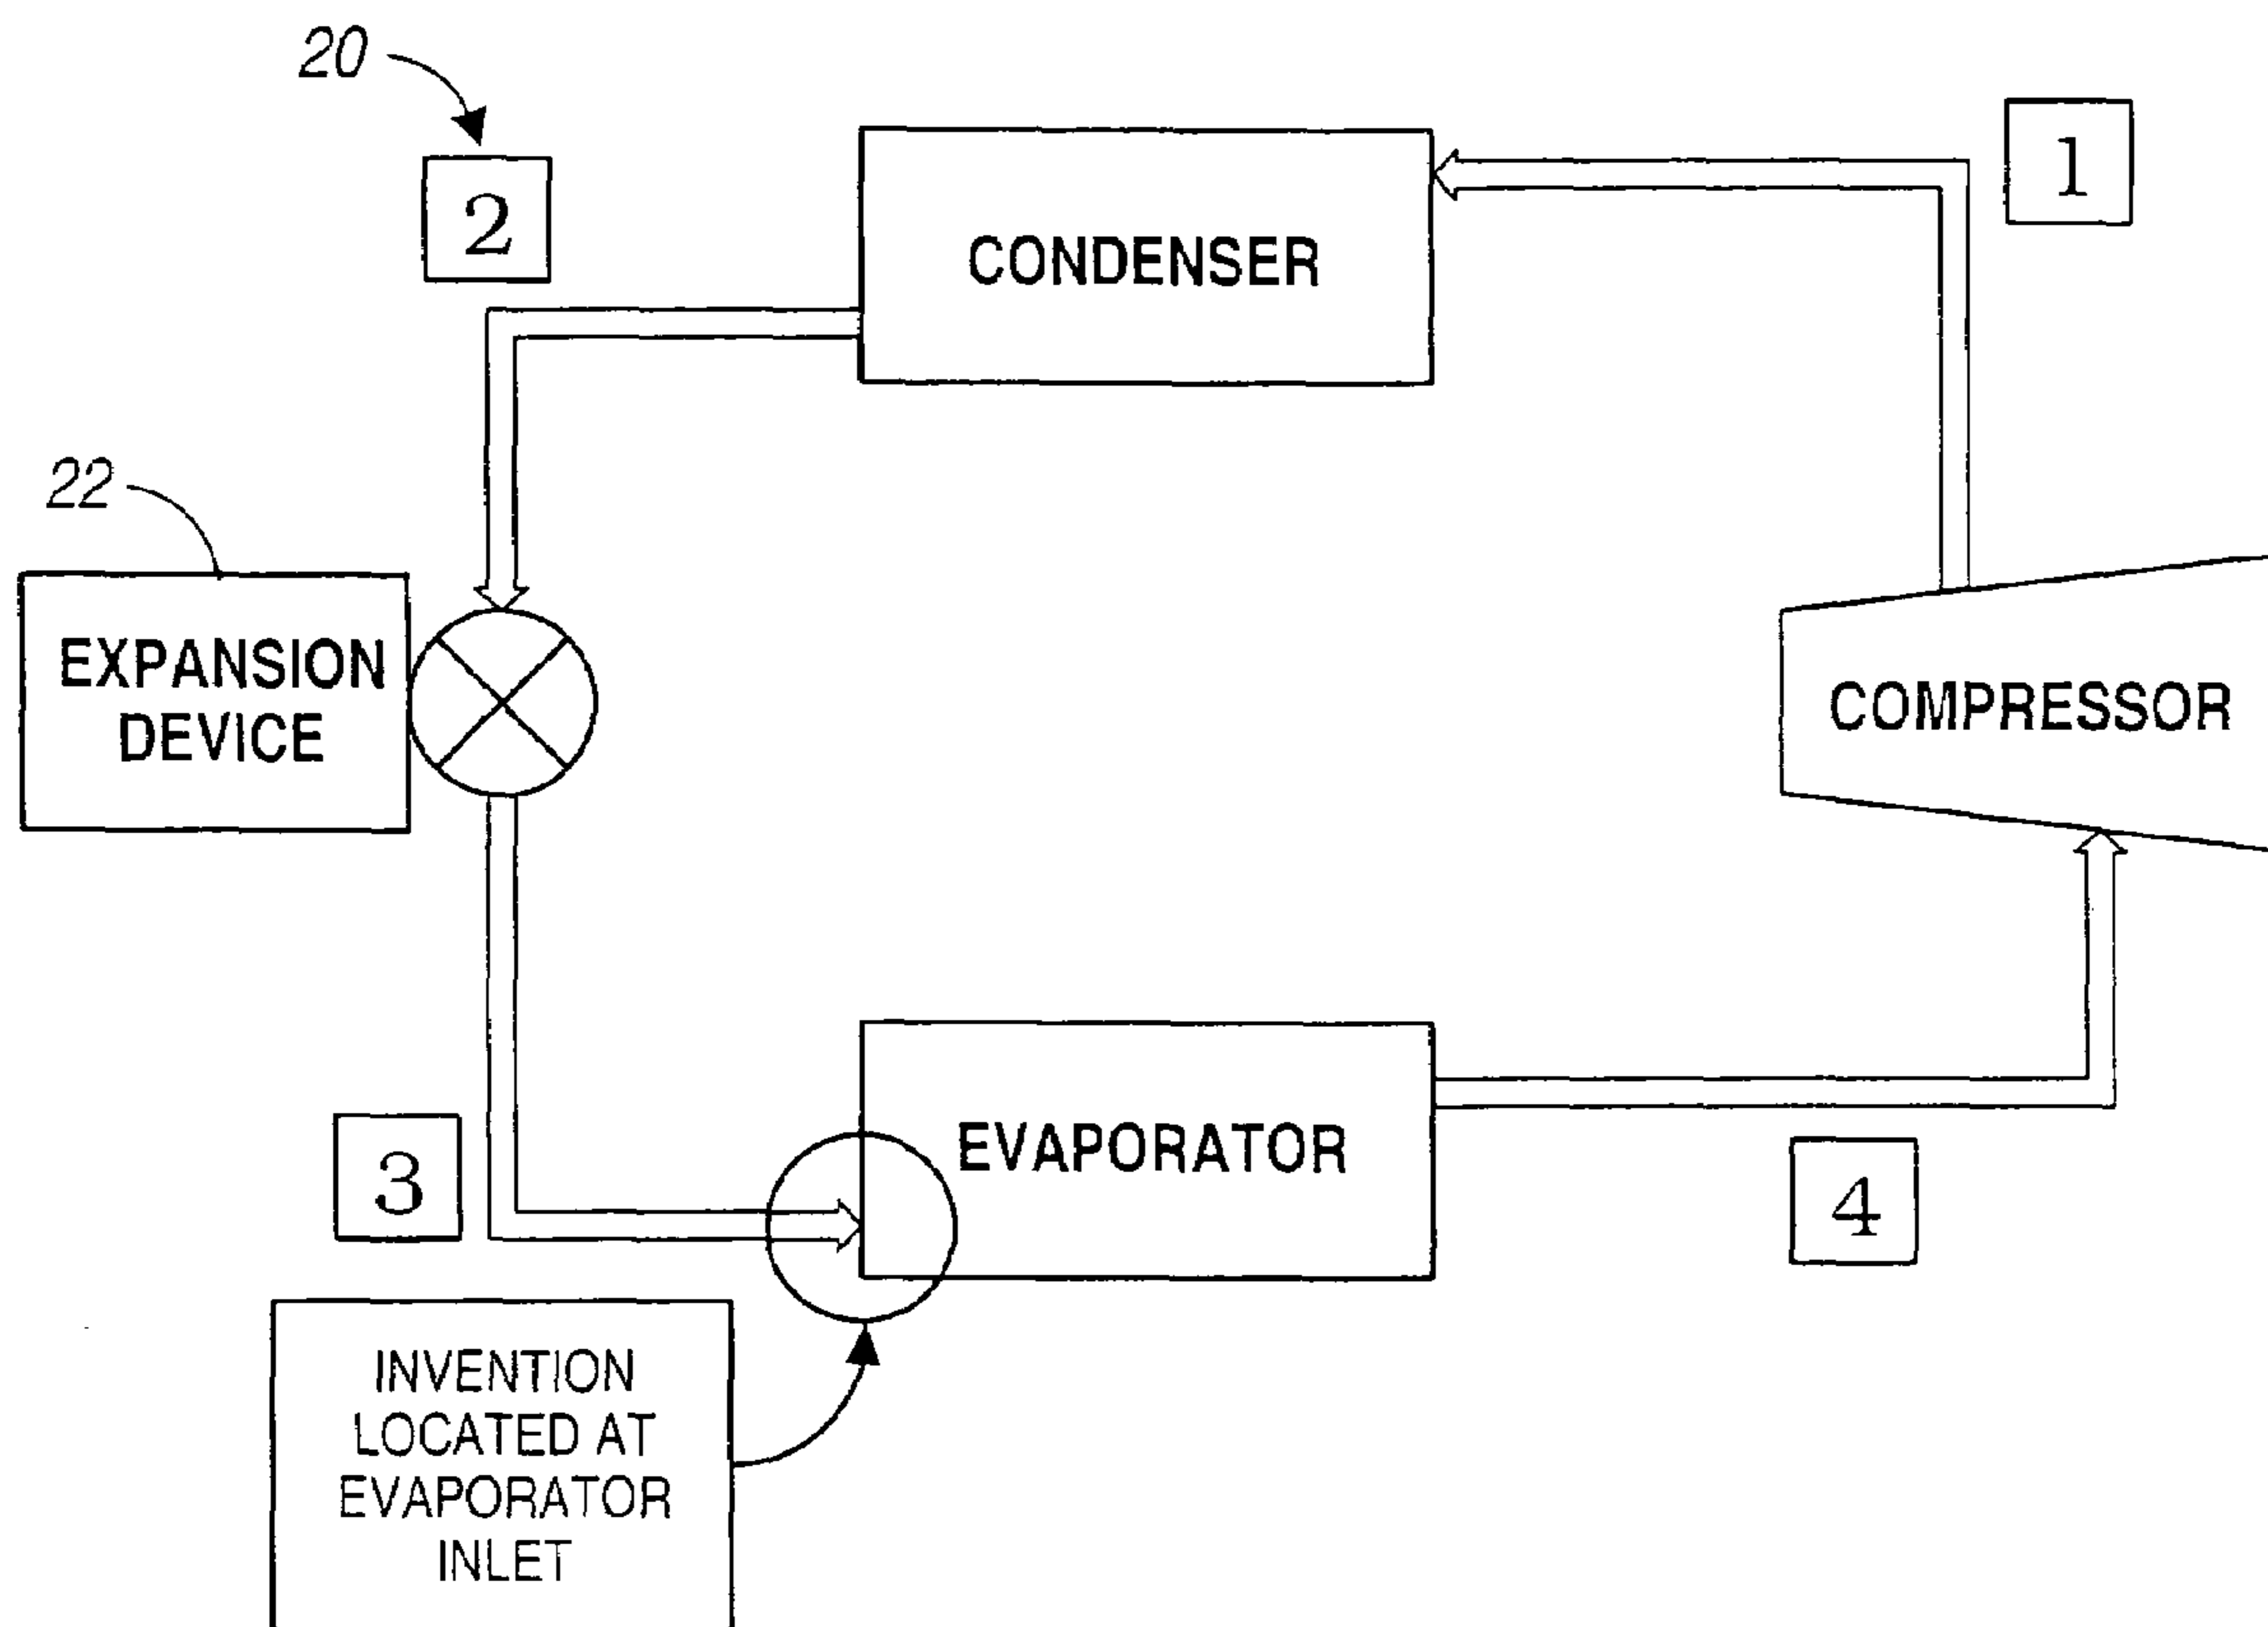 20
1
2
CONDENSER
22
EXPANSION
DEVICE
COMPRESSOR
EVAPORATOR
3
4
INVENTION
LOCATED AT
EVAPORATOR
INLET